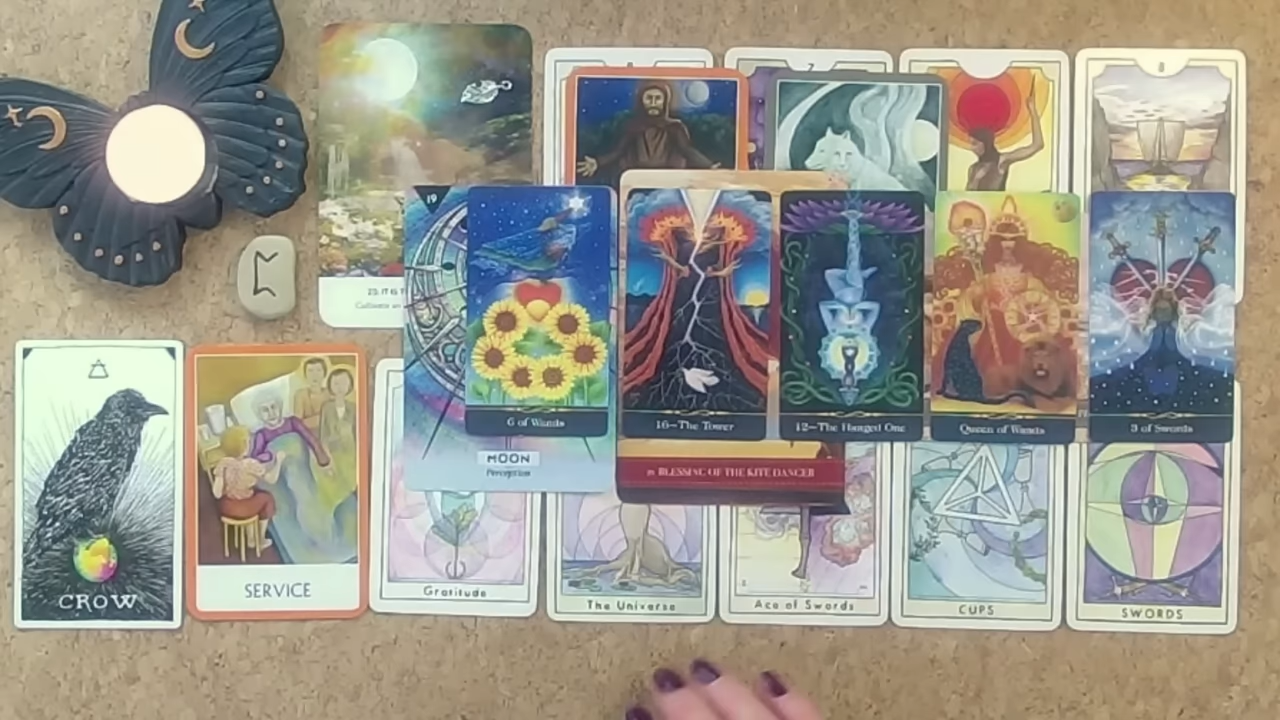 19
6 of Wands
16—The Tower
12—The Hanged One
Queen of Wands
3 of Swords
MOON
Perception
BLESSING OF THE KITE DANCER
CROW
SERVICE
Gratitude
The Universe
Ace of Swords
CUPS
SWORDS